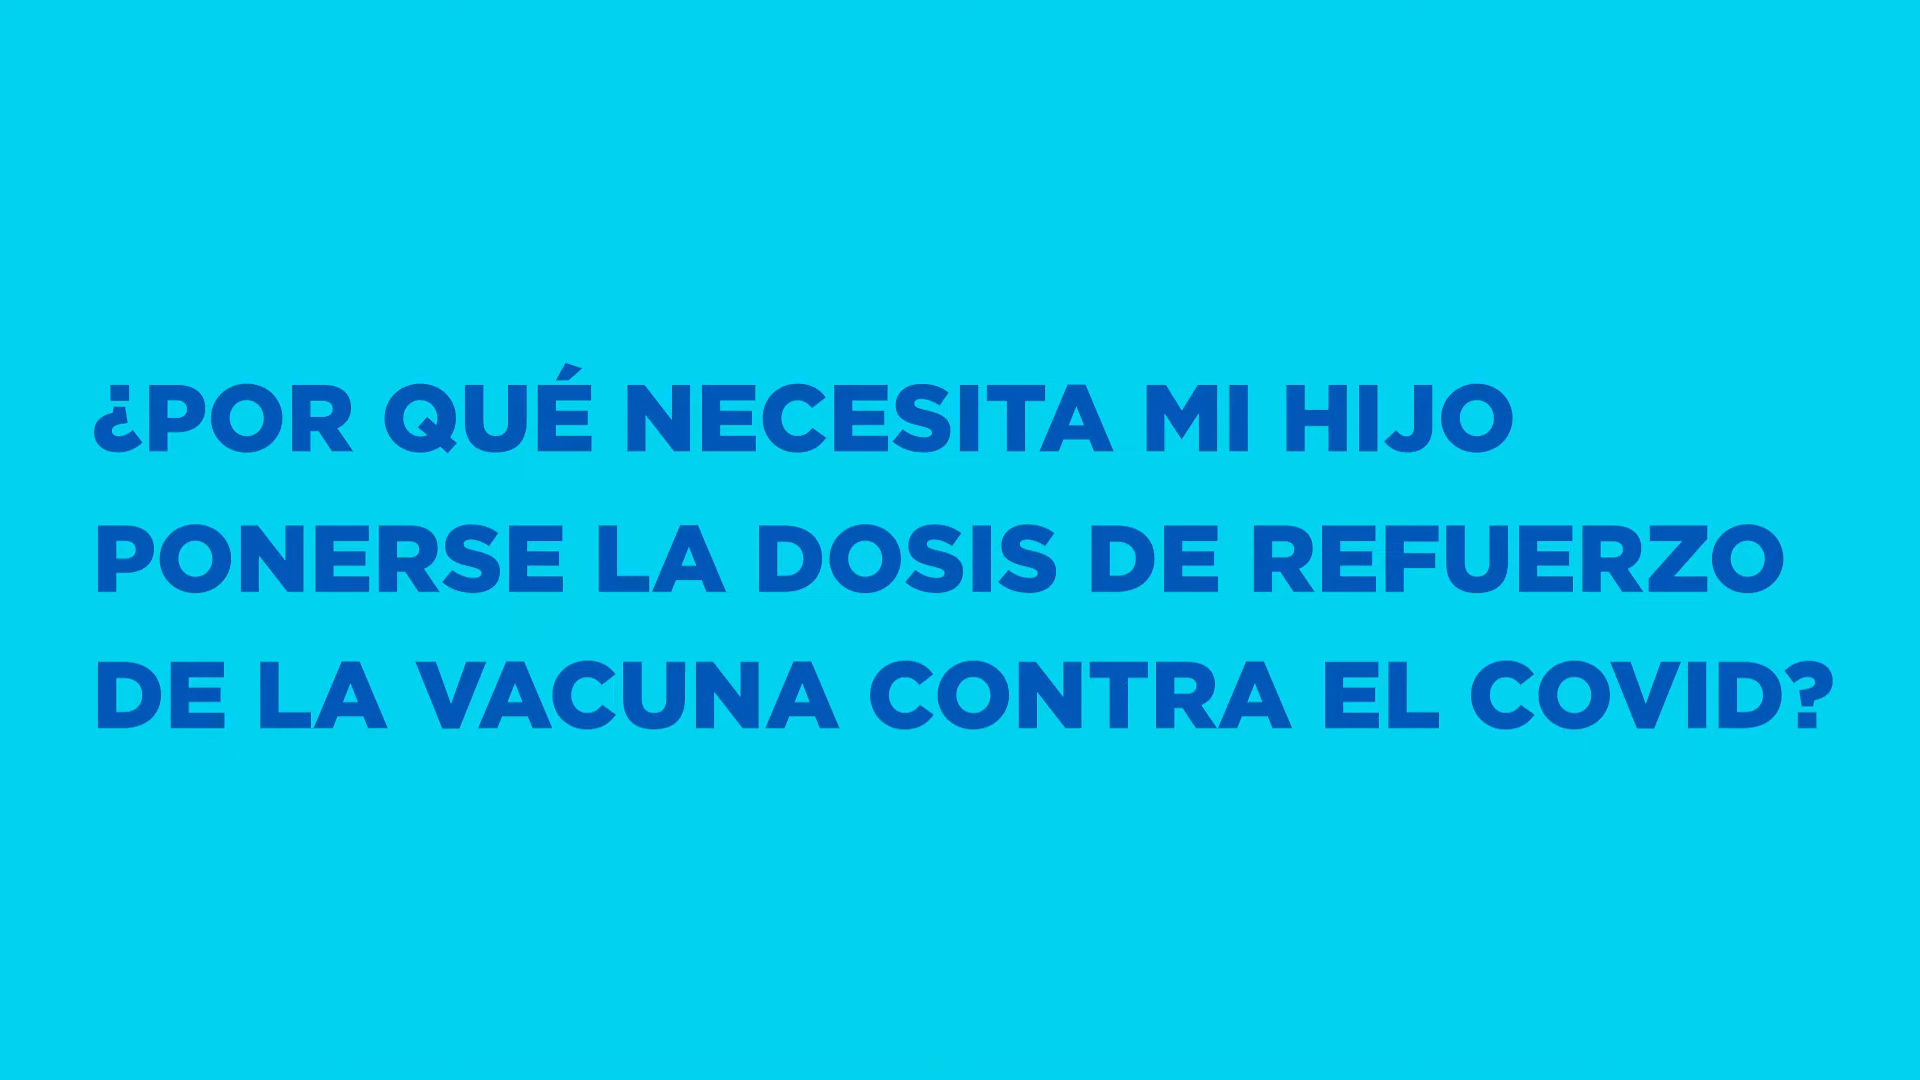 ¿POR QUÉ NECESITA MI HIJO
PONERSE LA DOSIS DE REFUERZO
DE LA VACUNA CONTRA EL COVID?